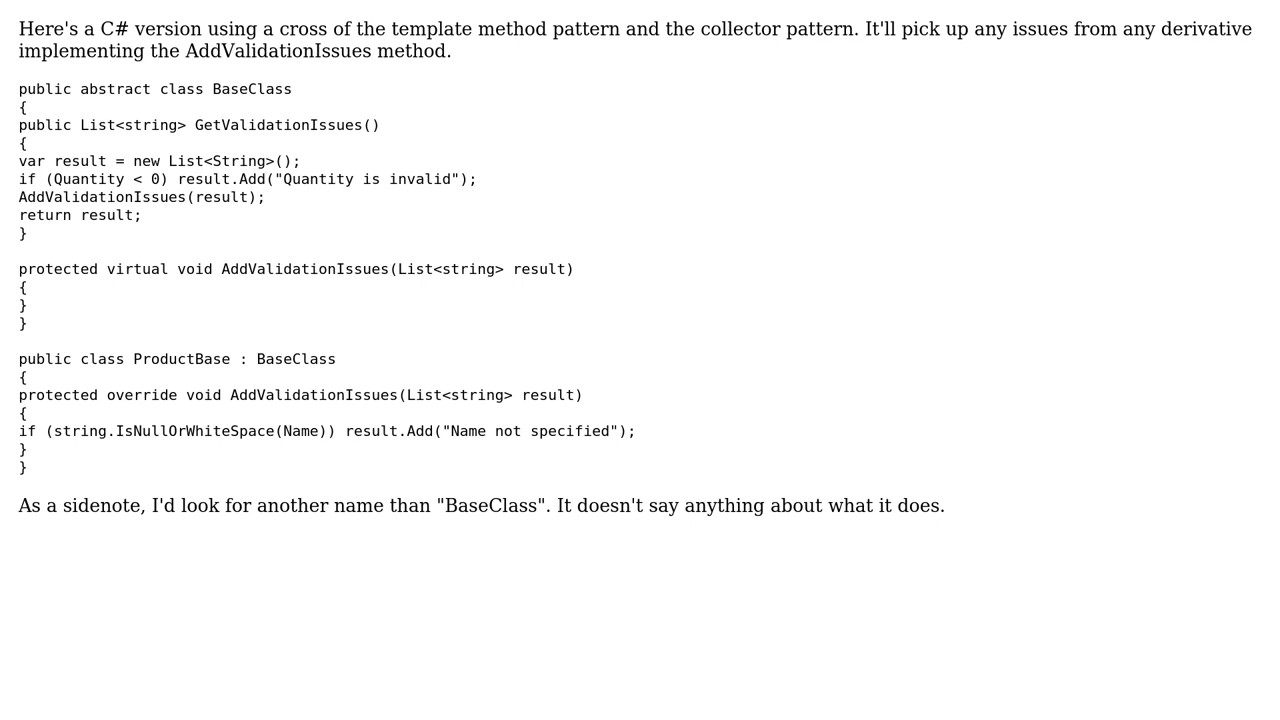 Here's a C# version using a cross of the template method pattern and the collector pattern. It'll pick up any issues from any derivative
implementing the AddValidationIssues method.
public abstract class BaseClass
{
public List<string> GetValidationIssues()
{
var result = new List<String>();
if (Quantity < 0) result.Add("Quantity is invalid");
AddValidationIssues(result);
return result;
}
protected virtual void AddValidationIssues(List<string> result)
{
}
}
public class ProductBase : BaseClass
{
protected override void AddValidationIssues(List<string> result)
{
if (string.IsNullOrWhiteSpace(Name)) result.Add("Name not specified");
}
}
As a sidenote, I'd look for another name than "BaseClass". It doesn't say anything about what it does.